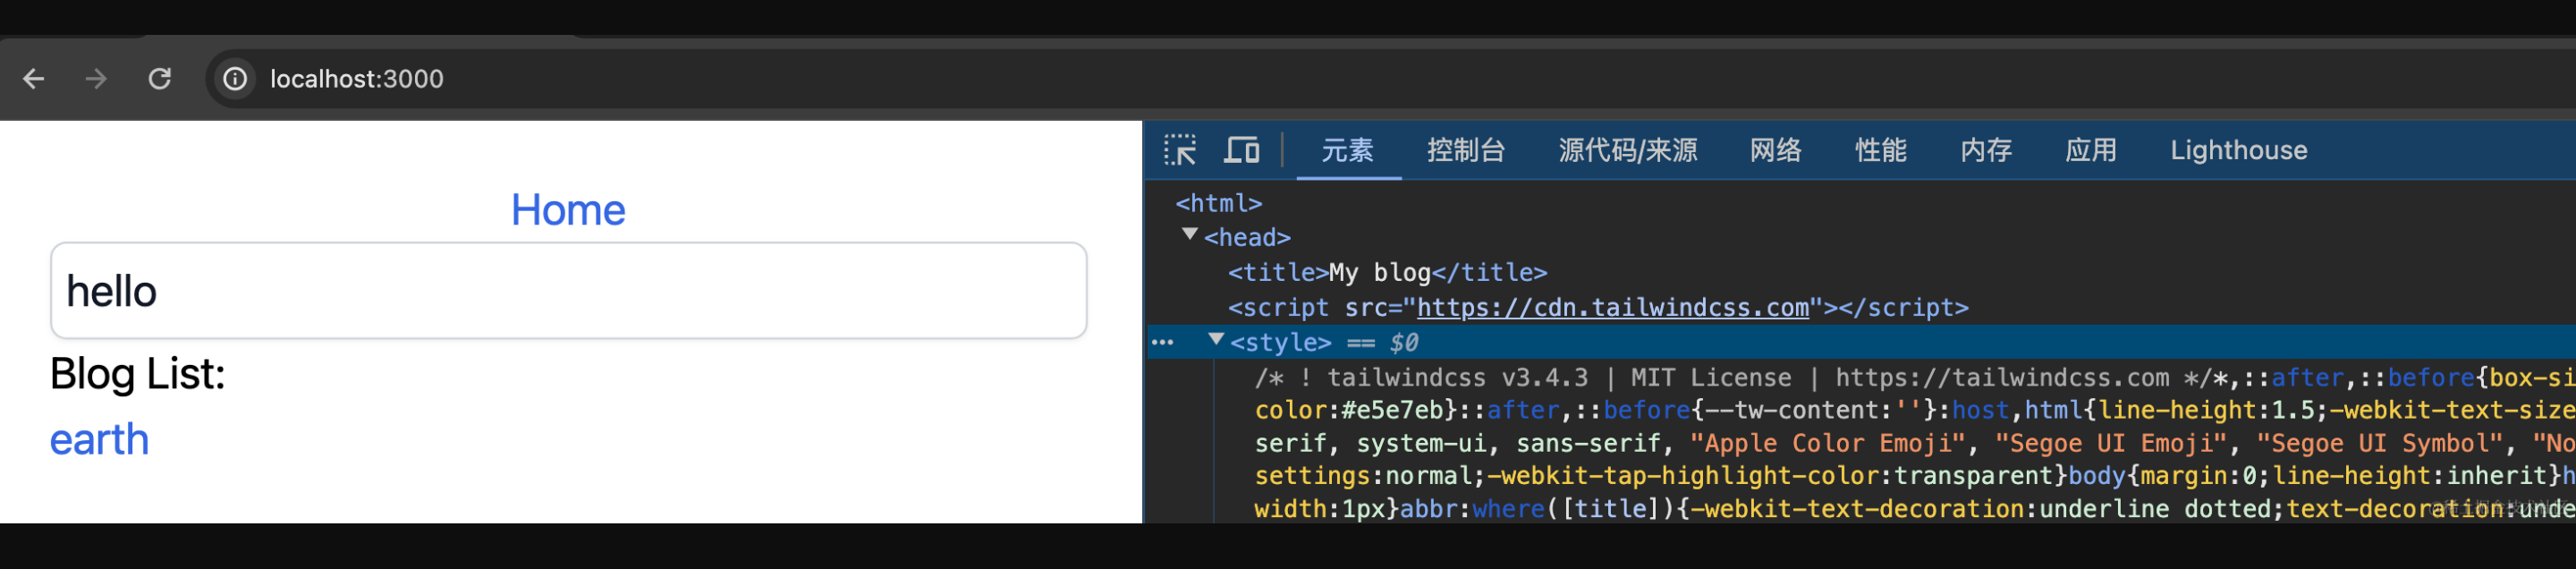 localhost:3000
Home
hello
Blog List:
earth
元素 控制台 源代码/来源 网络 性能 内存 应用 Lighthouse
<html>
<head>
<title>My blog</title>
<script src="https://cdn.tailwindcss.com"></script>
<style> == $0
/* ! tailwindcss v3.4.3 | MIT License | https://tailwindcss.com */*,::after,::before{box-si
color:#e5e7eb}::after,::before{--tw-content:''}:host,html{line-height:1.5;-webkit-text-size
serif, system-ui, sans-serif, "Apple Color Emoji", "Segoe UI Emoji", "Segoe UI Symbol", "No
settings:normal;-webkit-tap-highlight-color:transparent}body{margin:0;line-height:inherit}h
width:1px}abbr:where([title]){-webkit-text-decoration:underline dotted;text-decoration:unde